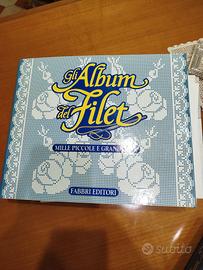 Gli Album
del Filet
MILLE PICCOLE E GRANDI
FABBRI EDITORI
subito